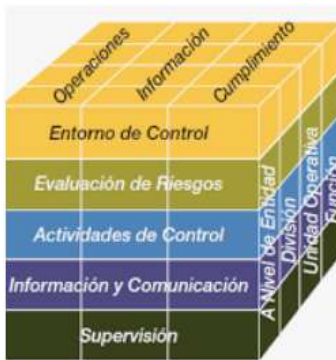 Operaciones
Información
Cumplimiento
Entorno de Control
Evaluación de Riesgos
Actividades de Control
Información y Comunicación
Supervisión
A Nivel de Entidad
División
Unidad Operativa
Función